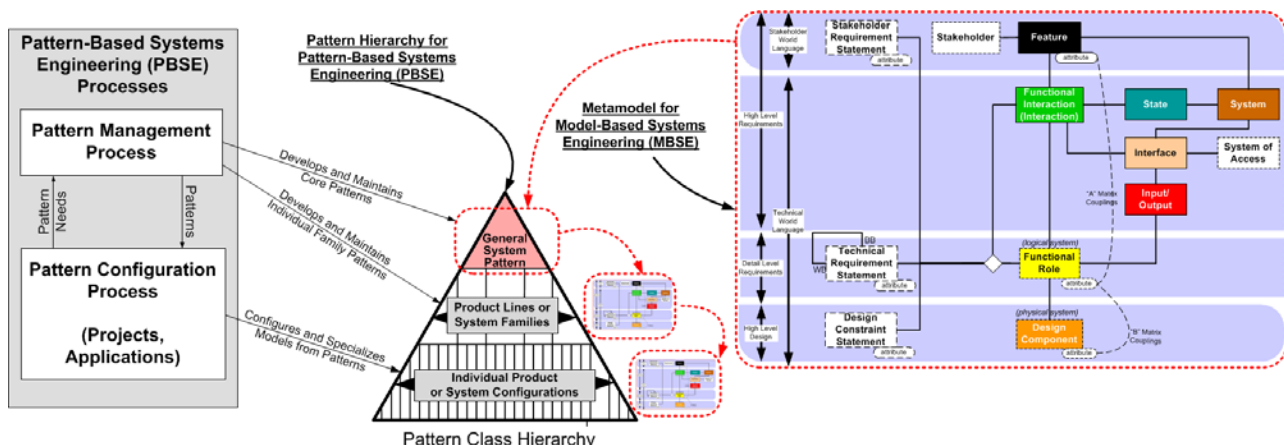 Pattern-Based Systems
Engineering (PBSE)
Processes
Pattern Management
Process
Pattern
Needs
Patterns
Pattern Configuration
Process
(Projects,
Applications)
Pattern Hierarchy for
Pattern-Based Systems
Engineering (PBSE)
Develops and Maintains
Core Patterns
Develops and Maintains
Individual Family Patterns
Configures and Specializes
Models from Patterns
General
System
Pattern
Product Lines or
System Families
Individual Product
or System Configurations
Pattern Class Hierarchy
Metamodel for
Model-Based Systems
Engineering (MBSE)
Stakeholder
World
Language
High Level
Requirements
Technical
World
Language
Detail Level
Requirements
High Level
Design
Stakeholder
Requirement
Statement
attribute
Stakeholder
Feature
attribute
Functional
Interaction
(Interaction)
State
System
Interface
System of
Access
Input/
Output
"A" Matrix
Couplings
BB
WB
Technical
Requirement
Statement
attribute
(logical system)
Functional
Role
attribute
Design
Constraint
Statement
attribute
(physical system)
Design
Component
attribute
"B" Matrix
Couplings